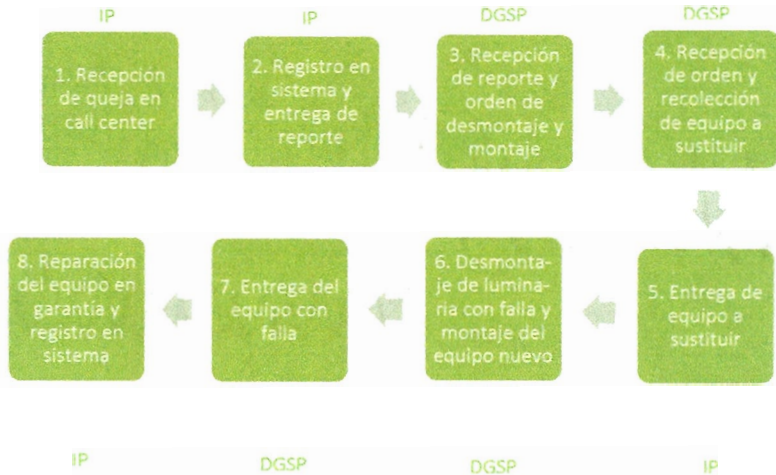 IP
IP
DGSP
DGSP
1. Recepción
de queja en
call center
2. Registro en
sistema y
entrega de
reporte
3. Recepción
de reporte y
orden de
desmontaje y
montaje
4. Recepción
de orden y
recolección
de equipo a
sustituir
5. Entrega de
equipo a
sustituir
6. Desmonta-
je de lumina-
ria con falla y
montaje del
equipo nuevo
7. Entrega del
equipo con
falla
8. Reparación
del equipo en
garantía y
registro en
sistema
IP
DGSP
DGSP
IP